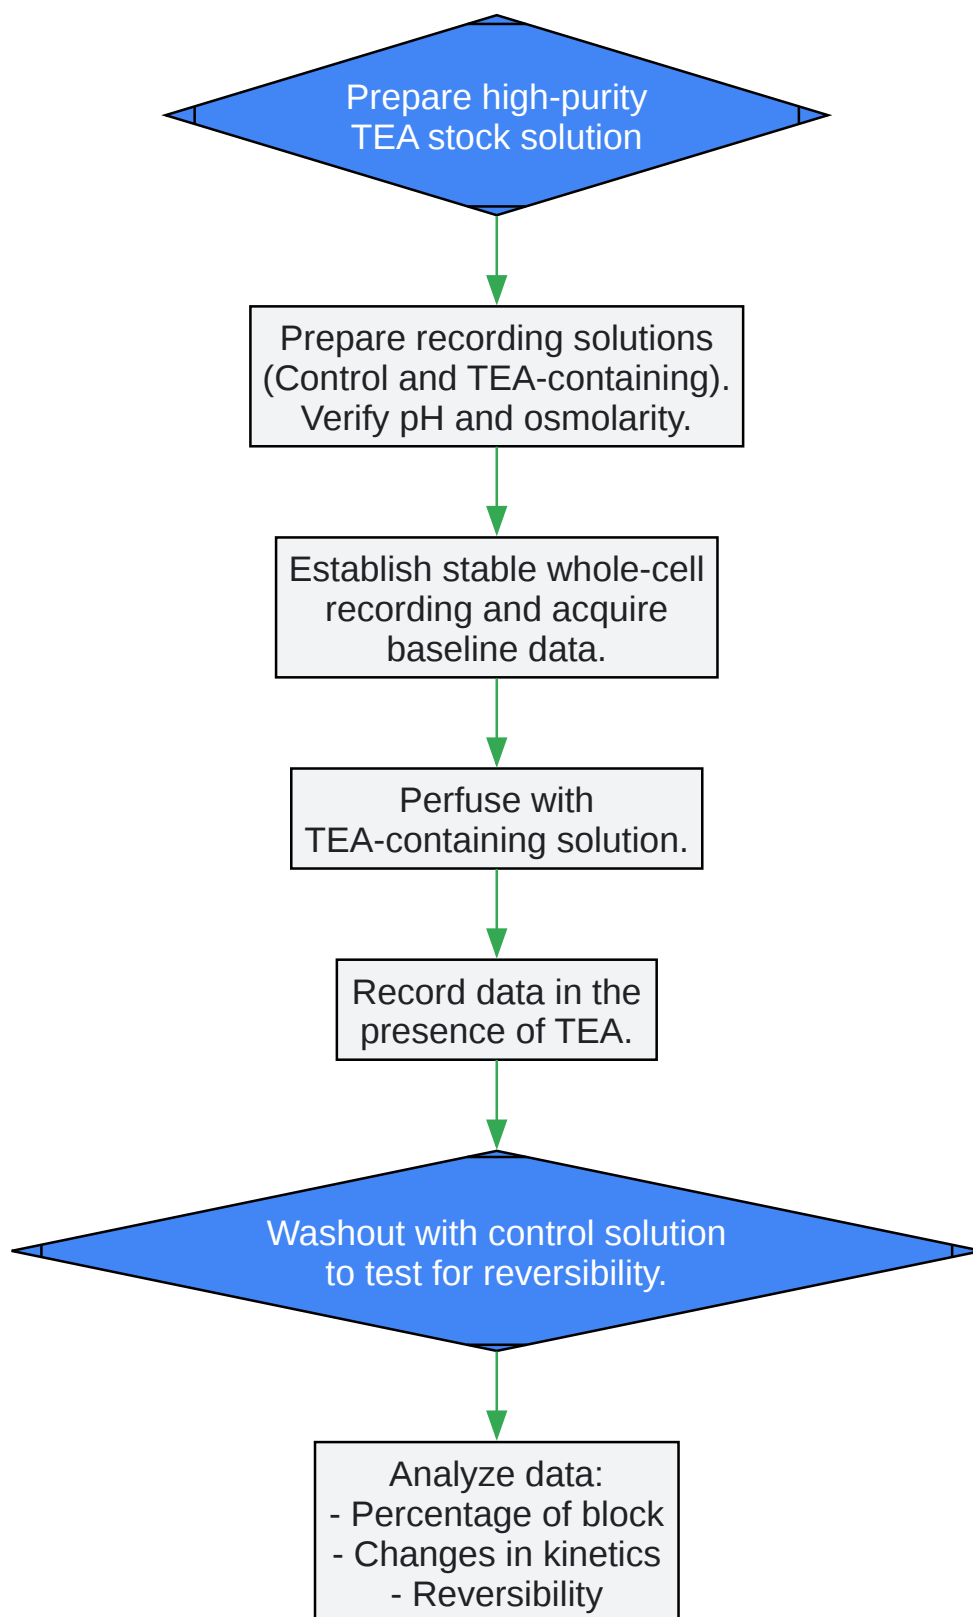 Prepare high-purity
TEA stock solution
Prepare recording solutions
(Control and TEA-containing).
Verify pH and osmolarity.
Establish stable whole-cell
recording and acquire
baseline data.
Perfuse with
TEA-containing solution.
Record data in the
presence of TEA.
Washout with control solution
to test for reversibility.
Analyze data:
- Percentage of block
- Changes in kinetics
- Reversibility